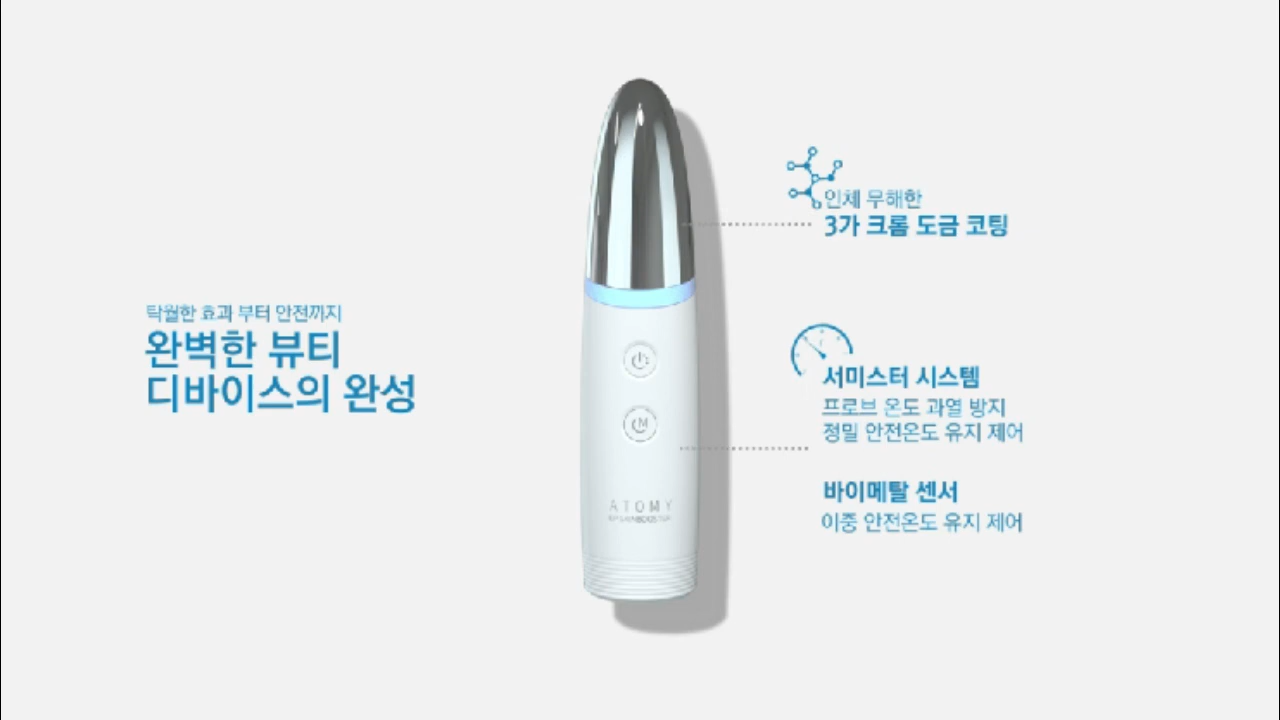 탁월한 효과 부터 안전까지
완벽한 뷰티
디바이스의 완성
인체 무해한
3가 크롬 도금 코팅
서미스터 시스템
프로브 온도 과열 방지
정밀 안전온도 유지 제어
바이메탈 센서
이중 안전온도 유지 제어
M
ATOMY